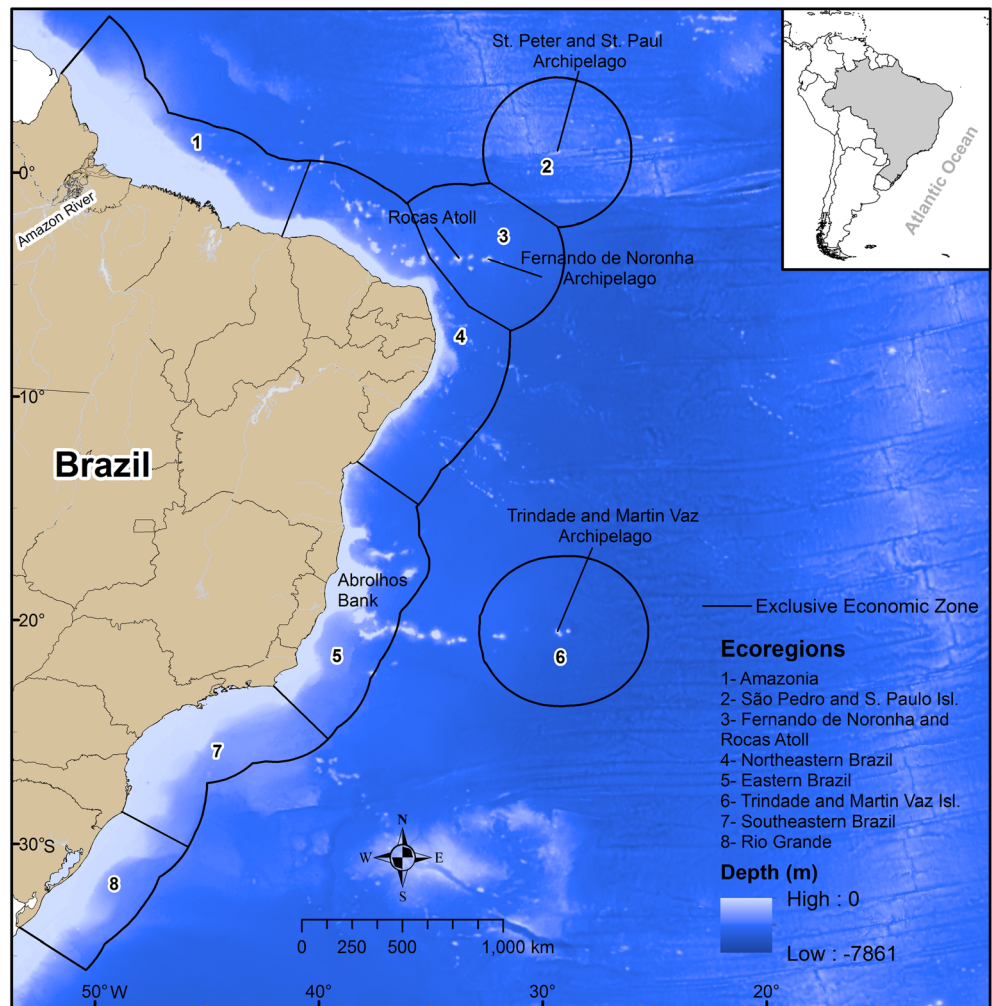 St. Peter and St. Paul
Archipelago
1
2
0°
Amazon River
Rocas Atoll
3
Fernando de Noronha
Archipelago
4
Atlantic Ocean
10°
Brazil
Trindade and Martin Vaz
Archipelago
Abrolhos
Bank
20°
5
6
7
Exclusive Economic Zone
Ecoregions
1- Amazonia
2- São Pedro and S. Paulo Isl.
3- Fernando de Noronha and
Rocas Atoll
4- Northeastern Brazil
5- Eastern Brazil
6- Trindade and Martin Vaz Isl.
7- Southeastern Brazil
8- Rio Grande
Depth (m)
High : 0
Low : -7861
30°S
8
N
W
E
S
0 250 500 1,000 km
50°W 40° 30° 20°